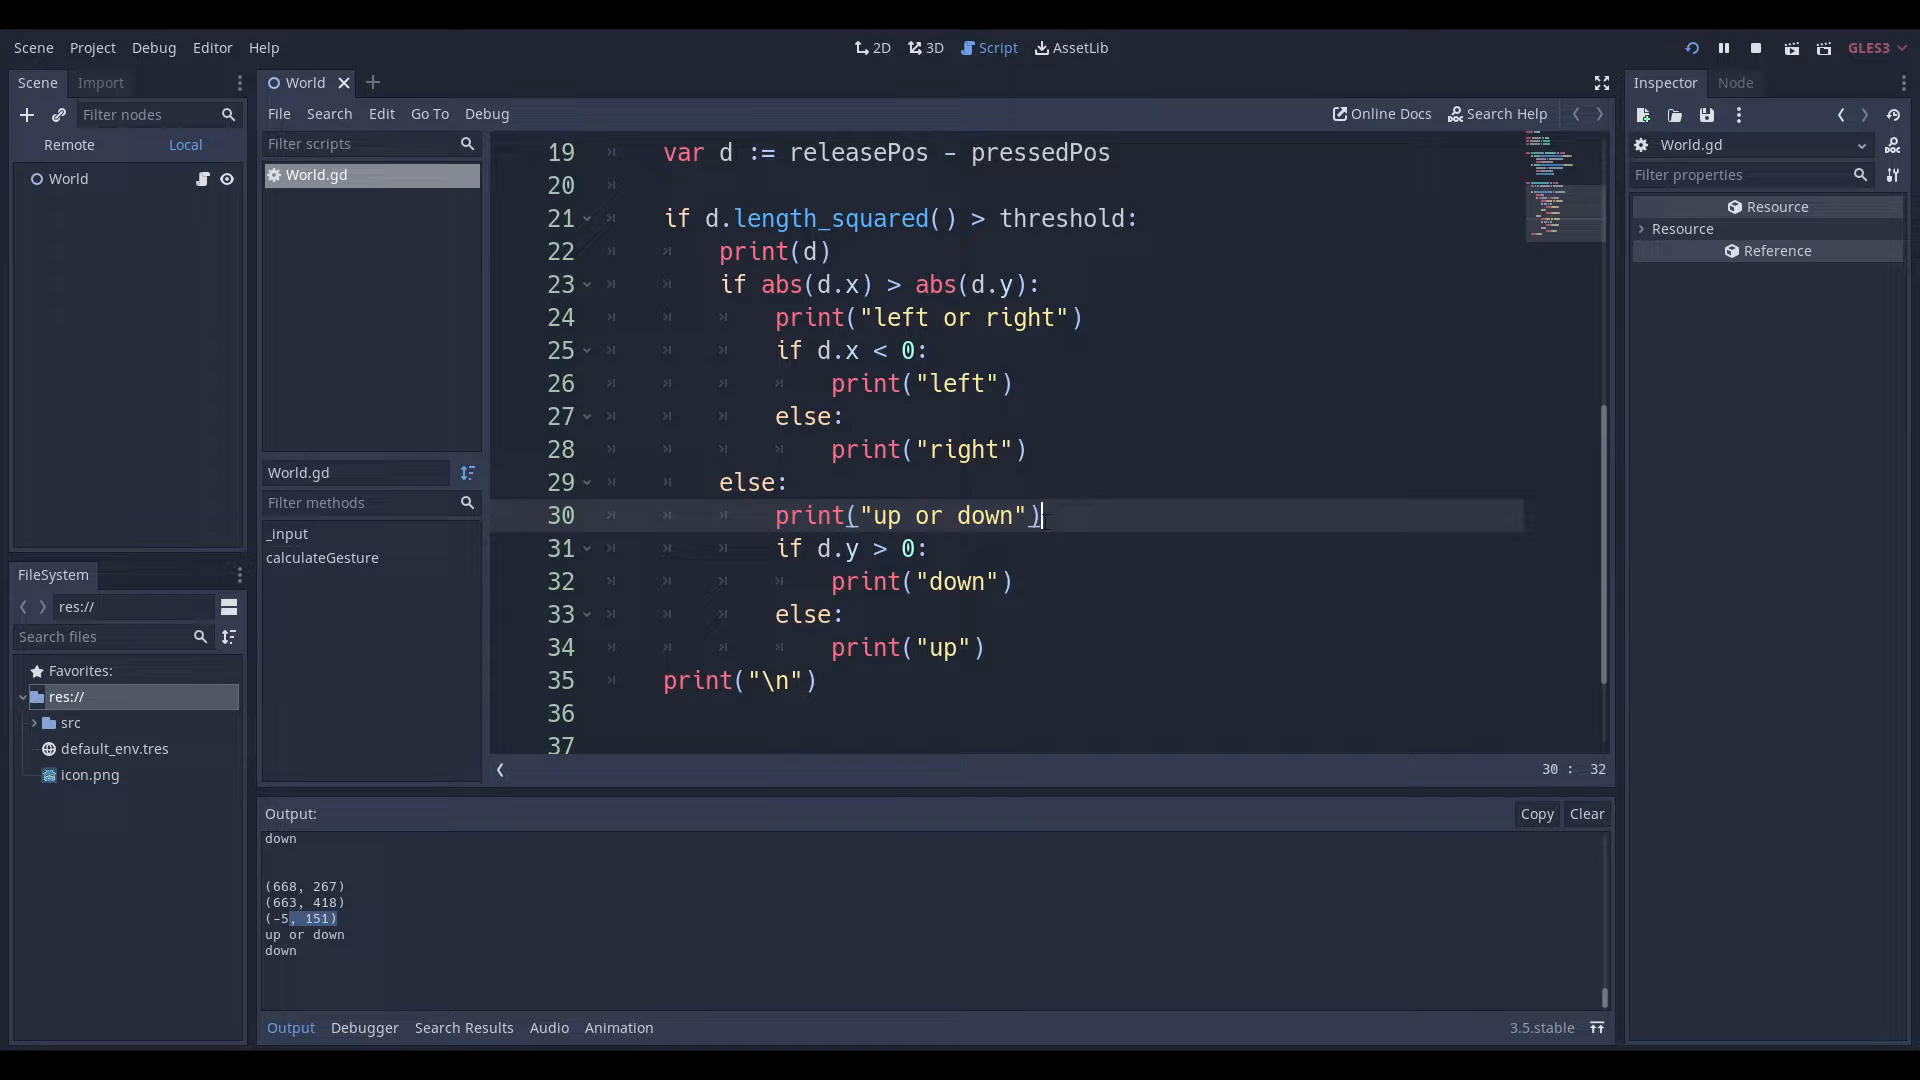 Scene Project Debug Editor Help
2D 3D Script AssetLib
GLES3
Scene Import
Filter nodes
Remote Local
World
FileSystem
res://
Search files
Favorites:
res://
src
default_env.tres
icon.png
World
File Search Edit Go To Debug
Online Docs Search Help
Filter scripts
World.gd
World.gd
Filter methods
_input
calculateGesture
19 var d := releasePos - pressedPos
20
21 if d.length_squared() > threshold:
22 print(d)
23 if abs(d.x) > abs(d.y):
24 print("left or right")
25 if d.x < 0:
26 print("left")
27 else:
28 print("right")
29 else:
30 print("up or down")
31 if d.y > 0:
32 print("down")
33 else:
34 print("up")
35 print("\n")
36
37
30 : 32
Output:
Copy Clear
down
(668, 267)
(663, 418)
(-5, 151)
up or down
down
Output Debugger Search Results Audio Animation
3.5.stable
Inspector Node
World.gd
Filter properties
Resource
Resource
Reference